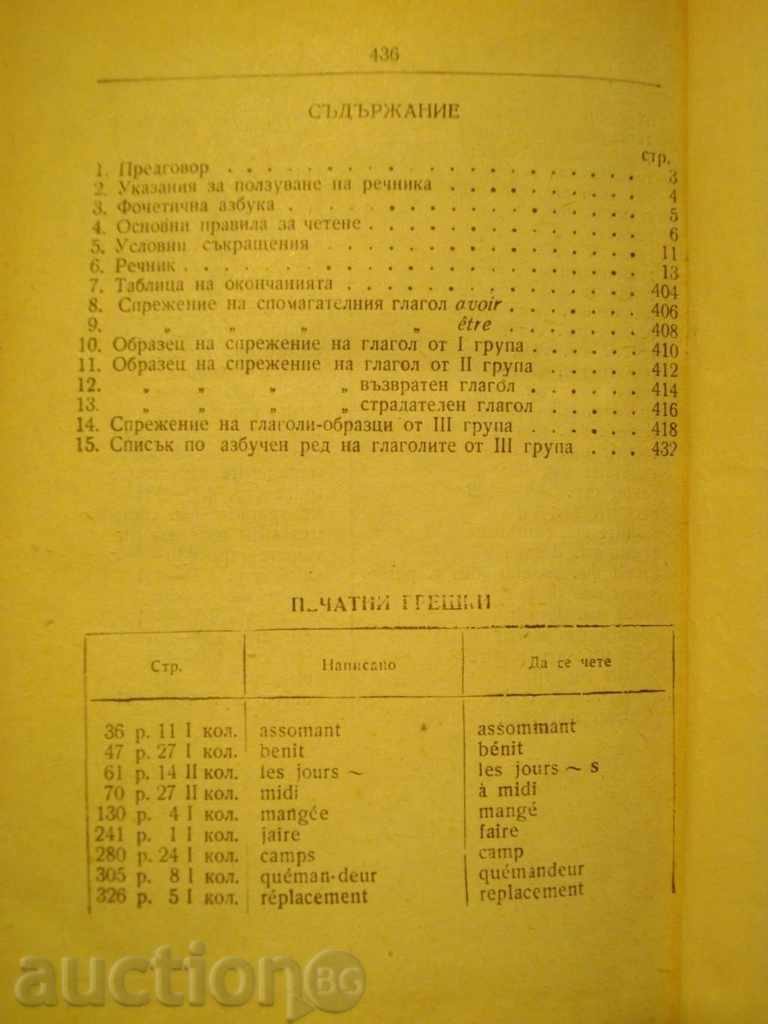 436
СЪДЪРЖАНИЕ
стр.
1. Предговор . . . . . . . . . . . . . . . . . . 3
2. Указания за ползуване на речника . . . . . . . . 4
3. Фочетична азбука . . . . . . . . . . . . . . . 5
4. Основни правила за четене . . . . . . . . . . . 6
5. Условни съкращения . . . . . . . . . . . . . . 11
6. Речник . . . . . . . . . . . . . . . . . . . . 13
7. Таблица на окончанията . . . . . . . . . . . . 404
8. Спрежение на спомагателния глагол avoir . . . . . 406
9. „ „ „ „ être . . . . . 408
10. Образец на спрежение на глагол от I група . . . . . 410
11. Образец на спрежение на глагол от II група . . . . . 412
12. „ „ „ „ възвратен глагол . . . . . 414
13. „ „ „ „ страдателен глагол . . . . . 416
14. Спрежение на глаголи-образци от III група . . . . . . 418
15. Списък по азбучен ред на глаголите от III група . . . 432
ПЕЧАТНИ ГРЕШКИ
Стр. Написано Да се чете
36 р. 11 I кол. assomant assommant
47 р. 27 I кол. benit bénit
61 р. 14 II кол. les jours ~ les jours ~ s
70 р. 27 II кол. midi à midi
130 р. 4 I кол. mangée mangé
241 р. 1 I кол. jaire faire
280 р. 24 I кол. camps camp
305 р. 8 I кол. quéman-deur quémandeur
326 р. 5 I кол. réplacement replacement
auction BG